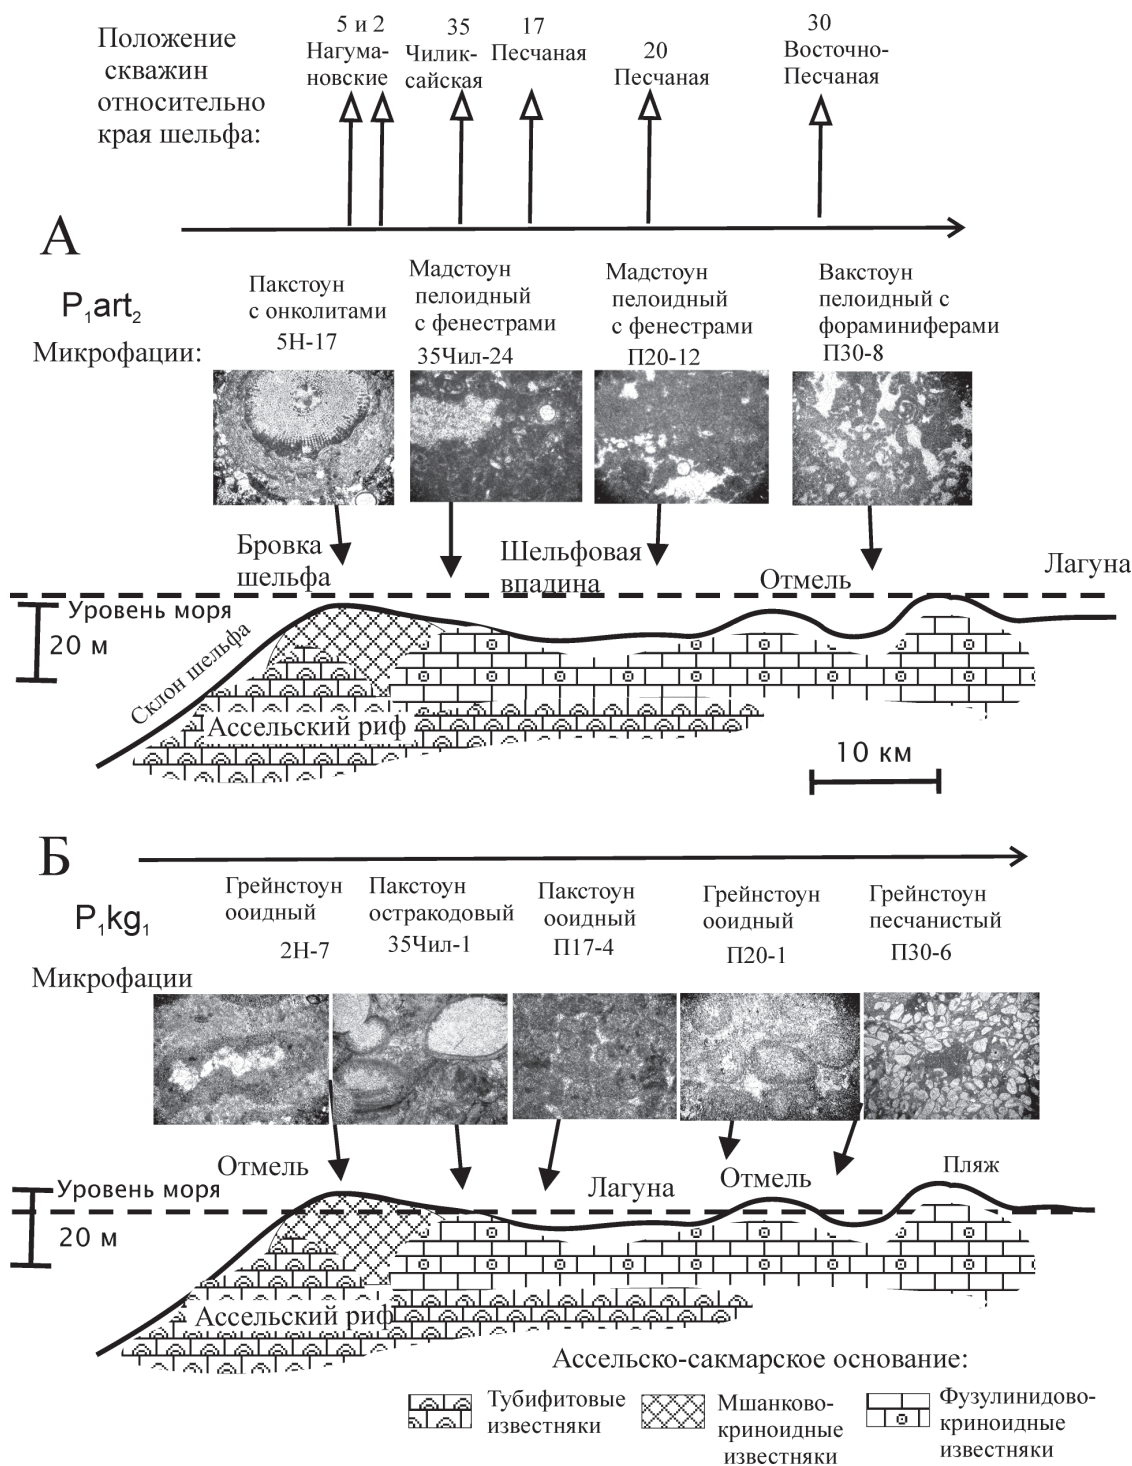 Положение
скважин
относительно
края шельфа:
5 и 2
Нагума-
новские
35
Чилик-
сайская
17
Песчаная
20
Песчаная
30
Восточно-
Песчаная
А
P₁art₂
Микрофации:
Пакстоун
с онколитами
5Н-17
Мадстоун
пелоидный
с фенестрами
35Чил-24
Мадстоун
пелоидный
с фенестрами
П20-12
Вакстоун
пелоидный с
фораминиферами
П30-8
Бровка
шельфа
Шельфовая
впадина
Отмель
Лагуна
Уровень моря
20 м
Склон шельфа
Ассельский риф
10 км
Б
P₁kg₁
Микрофации
Грейнстоун
ооидный
2Н-7
Пакстоун
остракодовый
35Чил-1
Пакстоун
ооидный
П17-4
Грейнстоун
ооидный
П20-1
Грейнстоун
песчанистый
П30-6
Отмель
Лагуна
Отмель
Пляж
Уровень моря
20 м
Ассельский риф
Ассельско-сакмарское основание:
Тубифитовые
известняки
Мшанково-
криноидные
известняки
Фузулинидово-
криноидные
известняки